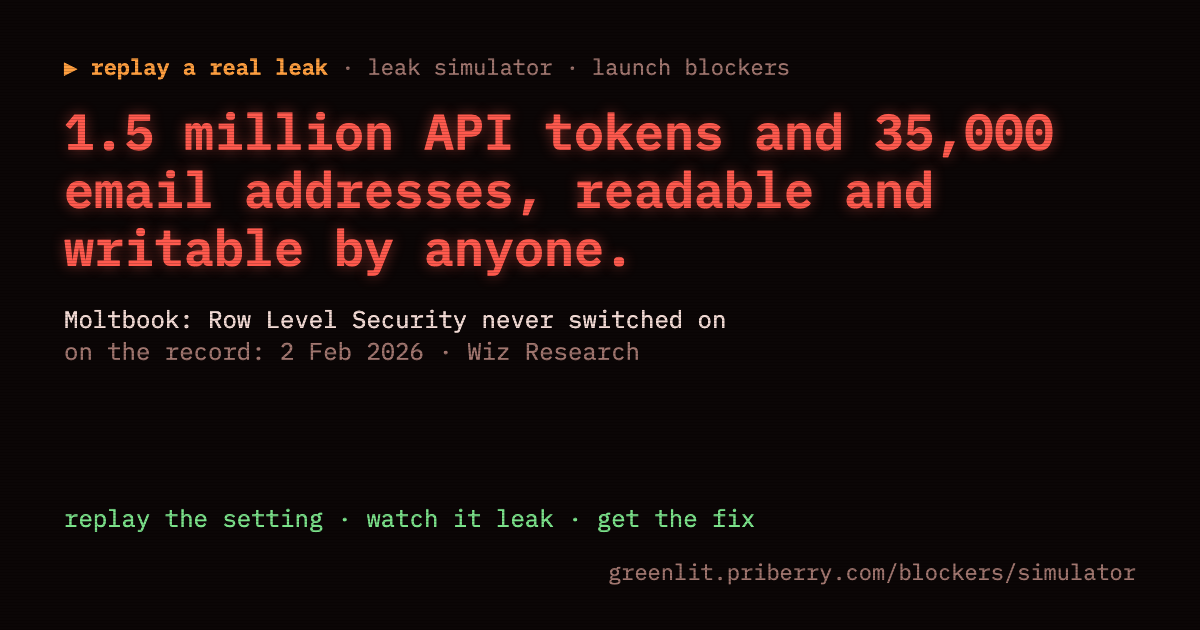 ▶ replay a real leak · leak simulator · launch blockers
1.5 million API tokens and 35,000
email addresses, readable and
writable by anyone.
Moltbook: Row Level Security never switched on
on the record: 2 Feb 2026 · Wiz Research
replay the setting · watch it leak · get the fix
greenlit.priberry.com/blockers/simulator